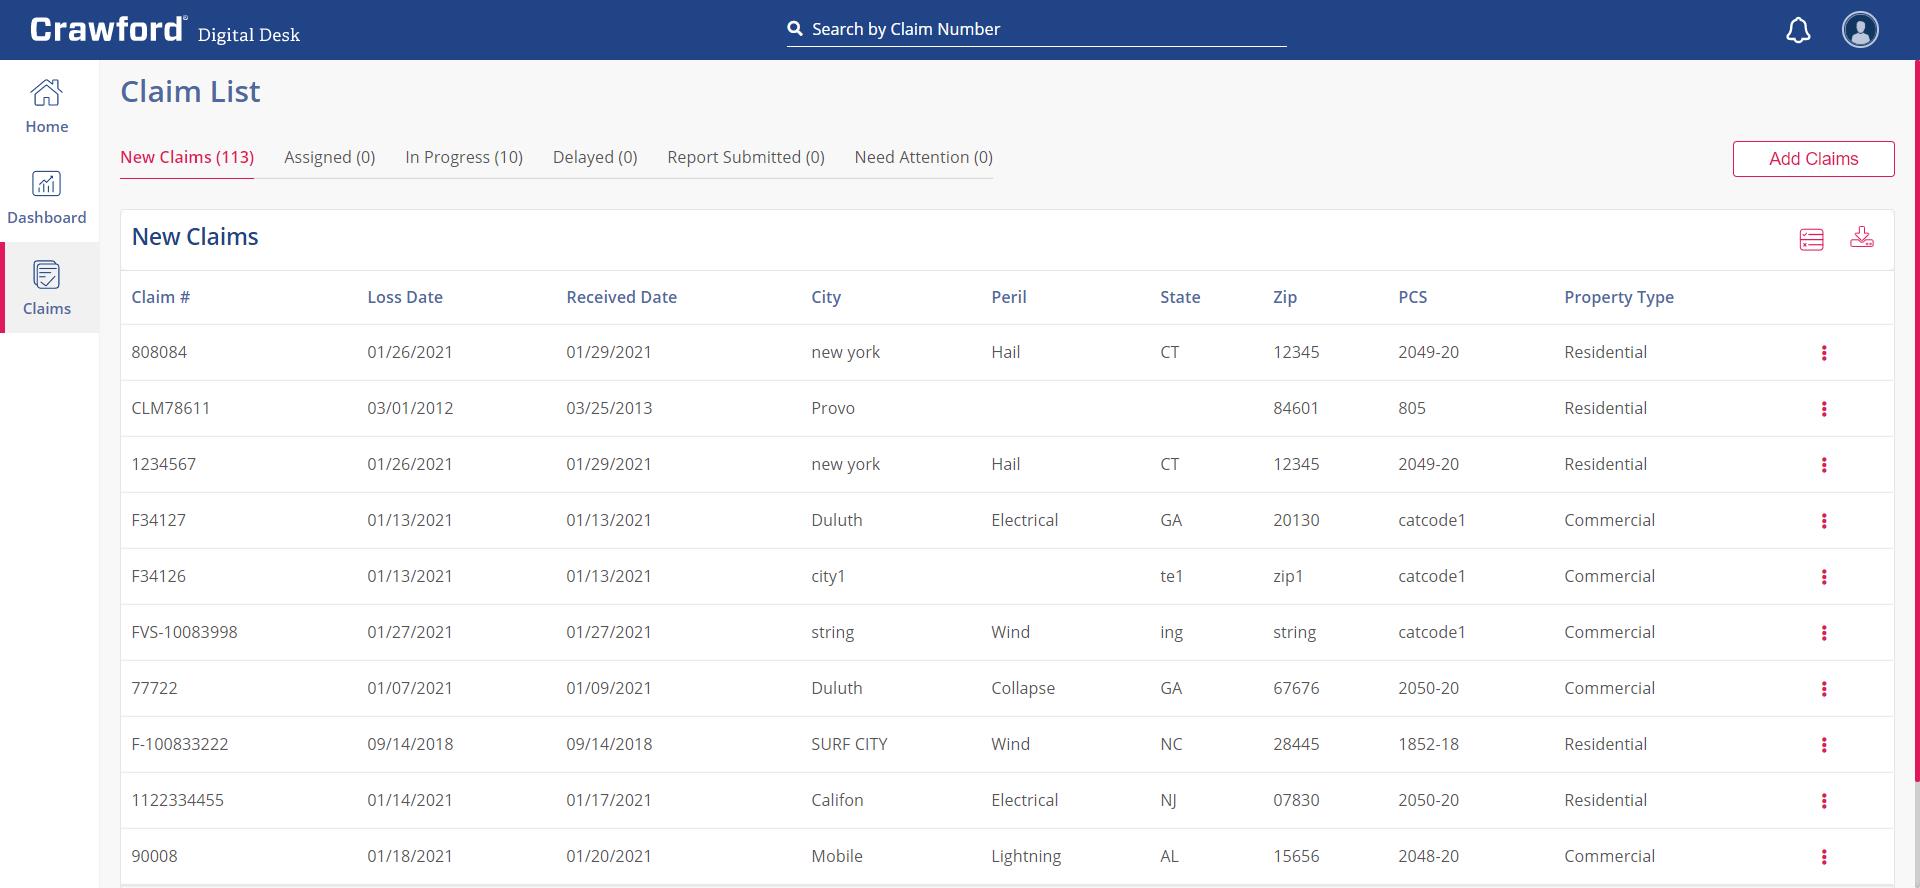 Crawford® Digital Desk
Search by Claim Number
Home
Dashboard
Claims
Claim List
New Claims (113) Assigned (0) In Progress (10) Delayed (0) Report Submitted (0) Need Attention (0)
Add Claims
New Claims
Claim # Loss Date Received Date City Peril State Zip PCS Property Type
808084 01/26/2021 01/29/2021 new york Hail CT 12345 2049-20 Residential
CLM78611 03/01/2012 03/25/2013 Provo 84601 805 Residential
1234567 01/26/2021 01/29/2021 new york Hail CT 12345 2049-20 Residential
F34127 01/13/2021 01/13/2021 Duluth Electrical GA 20130 catcode1 Commercial
F34126 01/13/2021 01/13/2021 city1 te1 zip1 catcode1 Commercial
FVS-10083998 01/27/2021 01/27/2021 string Wind ing string catcode1 Commercial
77722 01/07/2021 01/09/2021 Duluth Collapse GA 67676 2050-20 Commercial
F-100833222 09/14/2018 09/14/2018 SURF CITY Wind NC 28445 1852-18 Residential
1122334455 01/14/2021 01/17/2021 Califon Electrical NJ 07830 2050-20 Residential
90008 01/18/2021 01/20/2021 Mobile Lightning AL 15656 2048-20 Commercial